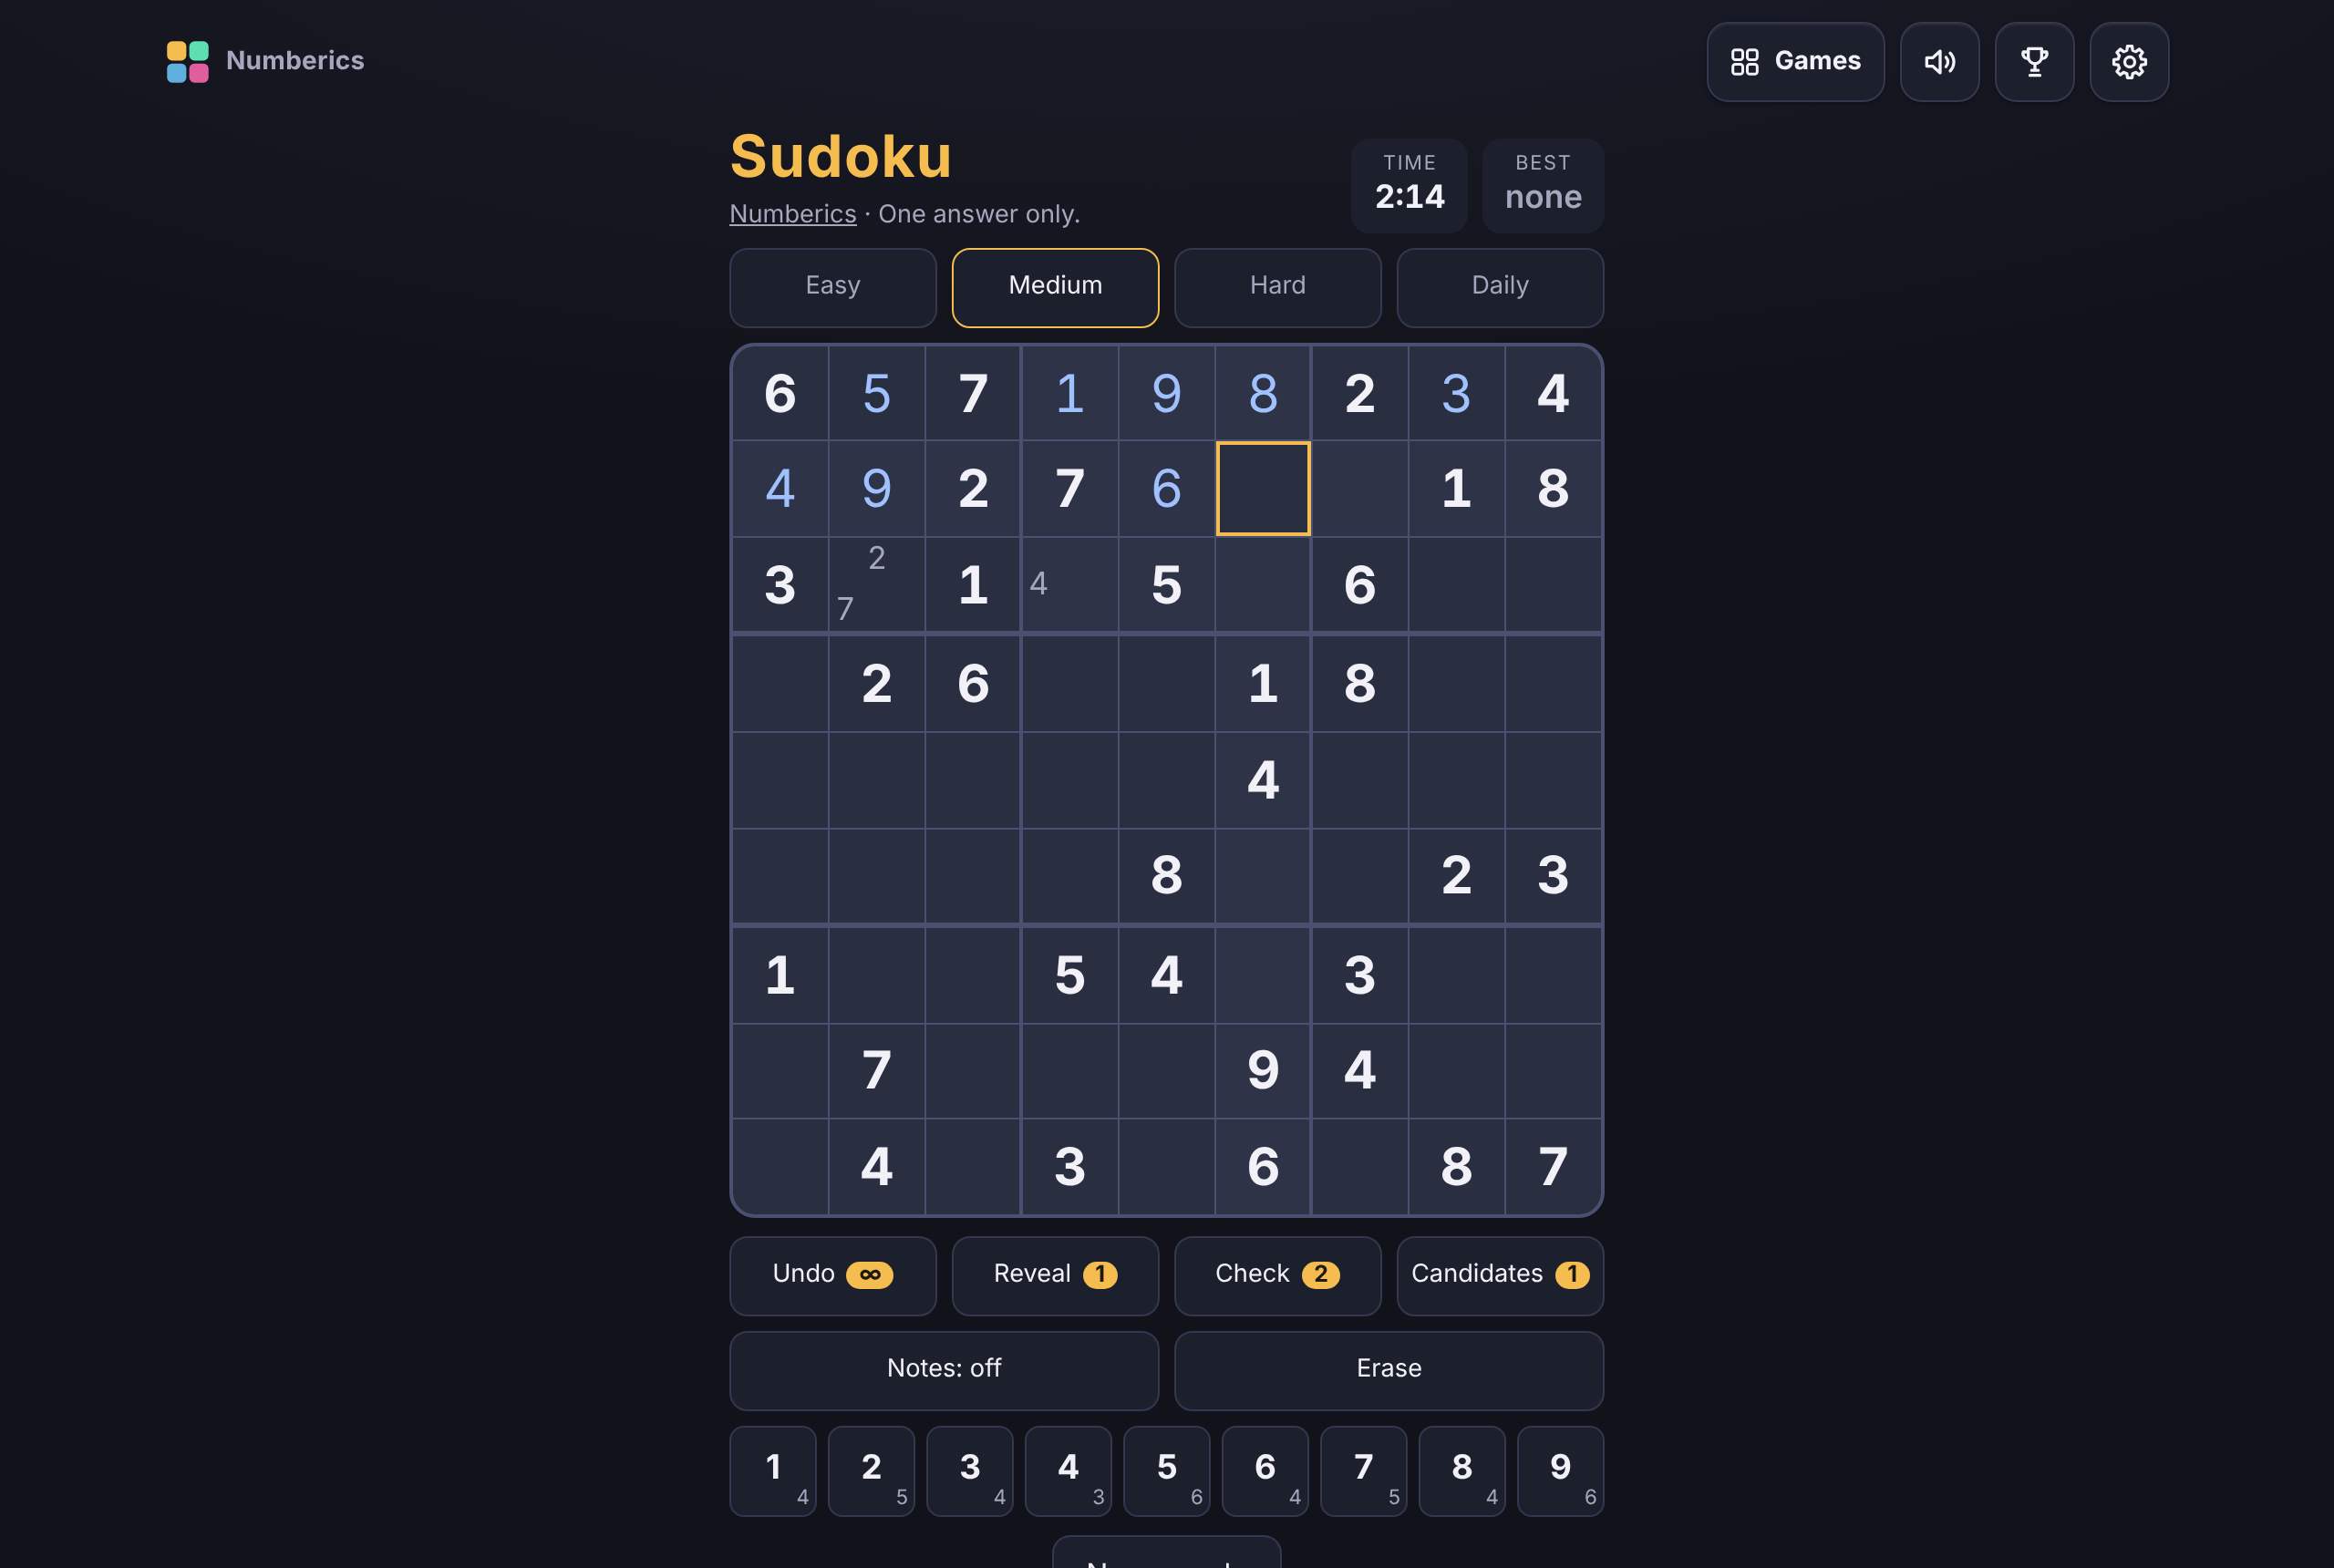 Numberics
Games
Sudoku
Numberics · One answer only.
TIME
2:14
BEST
none
Easy Medium Hard Daily
6 5 7 1 9 8 2 3 4
4 9 2 7 6 1 8
2
3 1 4 5 6
7
2 6 1 8
4
8 2 3
1 5 4 3
7 9 4
4 3 6 8 7
Undo ∞ Reveal 1 Check 2 Candidates 1
Notes: off Erase
1 2 3 4 5 6 7 8 9
4 5 4 3 6 4 5 4 6